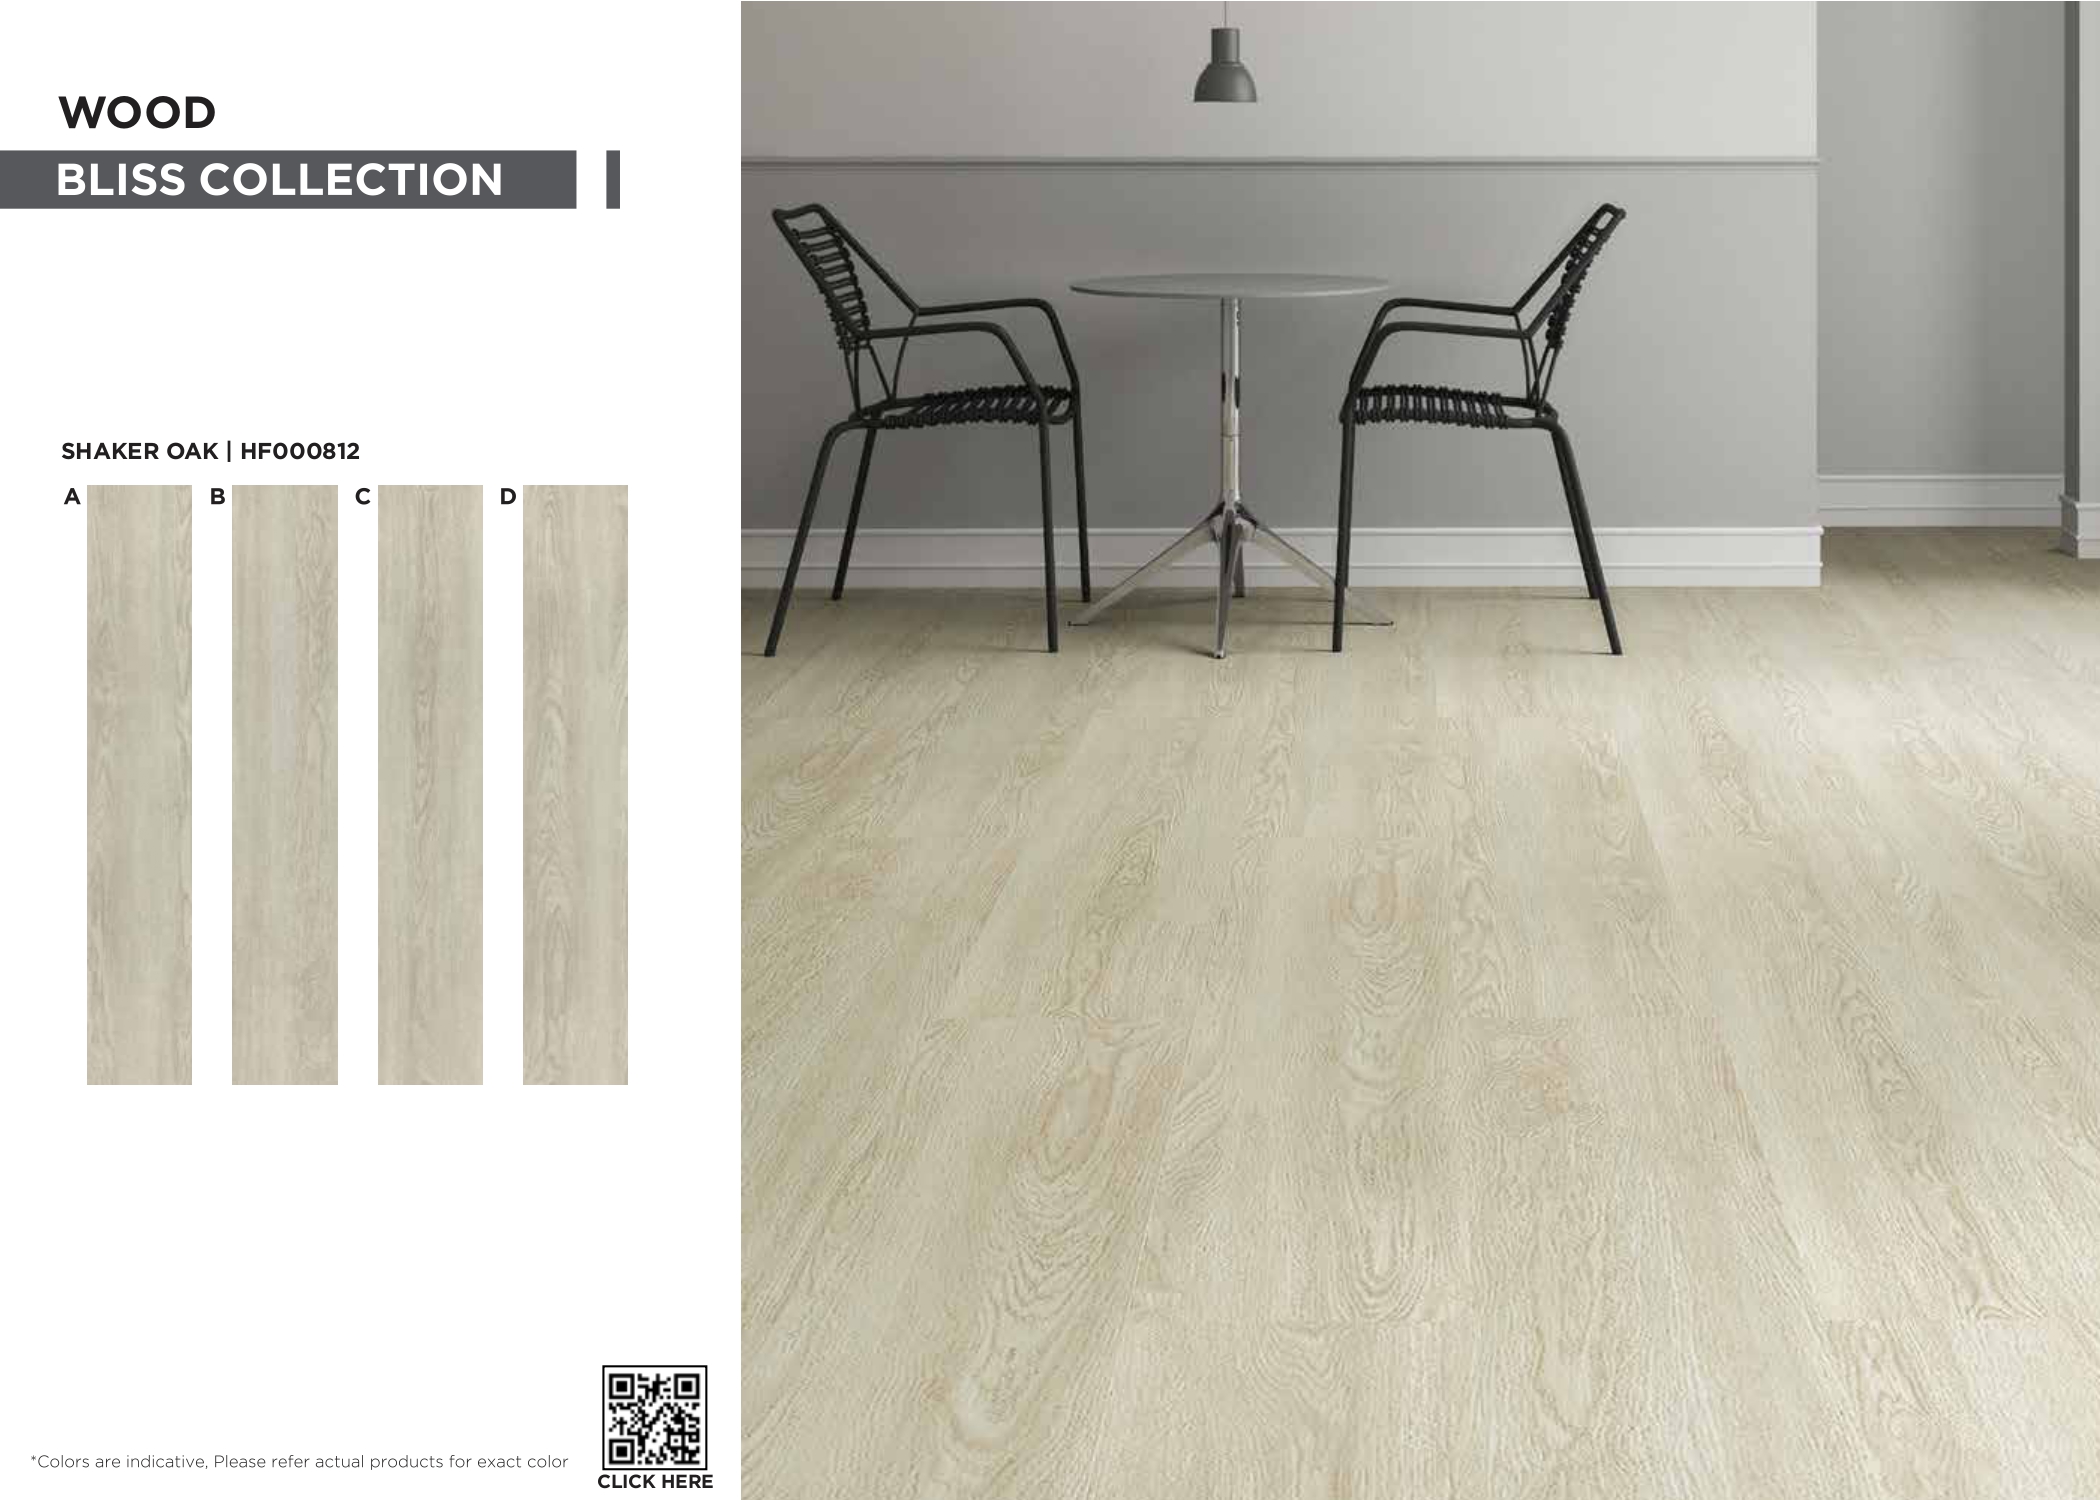 WOOD
BLISS COLLECTION
SHAKER OAK | HF000812
A B C D
*Colors are indicative, Please refer actual products for exact color
CLICK HERE